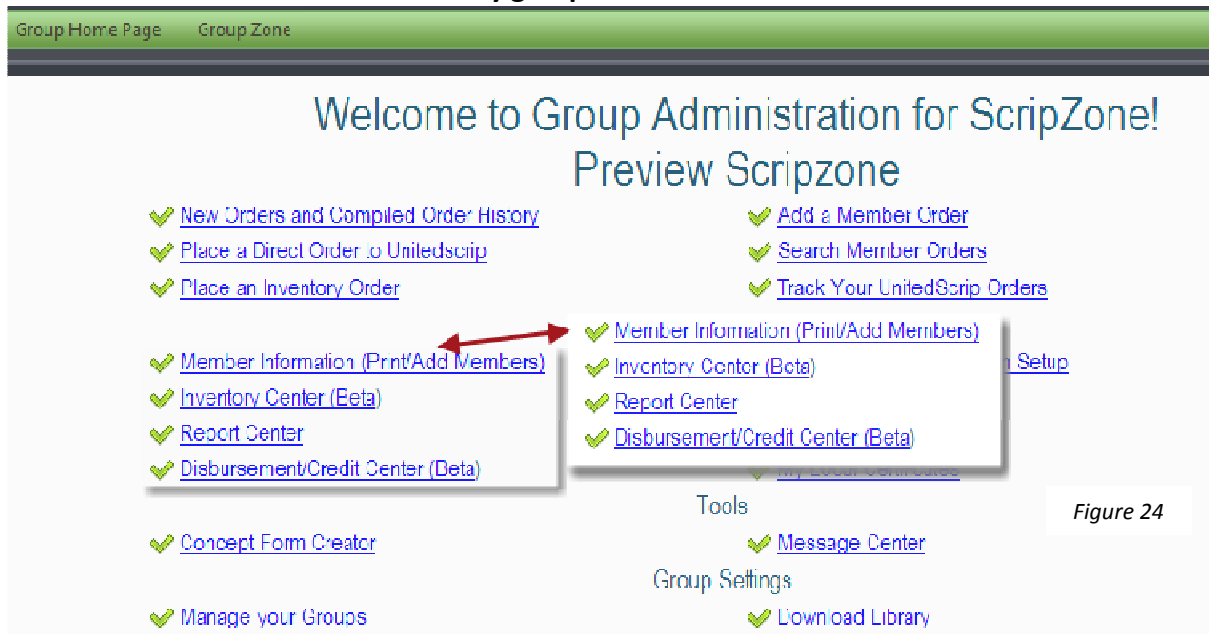 Group Home Page Group Zone
Welcome to Group Administration for ScripZone!
Preview Scripzone
New Orders and Compiled Order History
Add a Member Order
Place a Direct Order to Unitedscrip
Search Member Orders
Place an Inventory Order
Track Your UnitedScrip Orders
Member Information (Print/Add Members)
Inventory Center (Beta)
Report Center
Disbursement/Credit Center (Beta)
Member Information (Print/Add Members)
Inventory Center (Beta)
Report Center
Disbursement/Credit Center (Beta)
Setup
My Local Certificates
Tools
Figure 24
Concept Form Creator
Message Center
Group Settings
Manage your Groups
Download Library